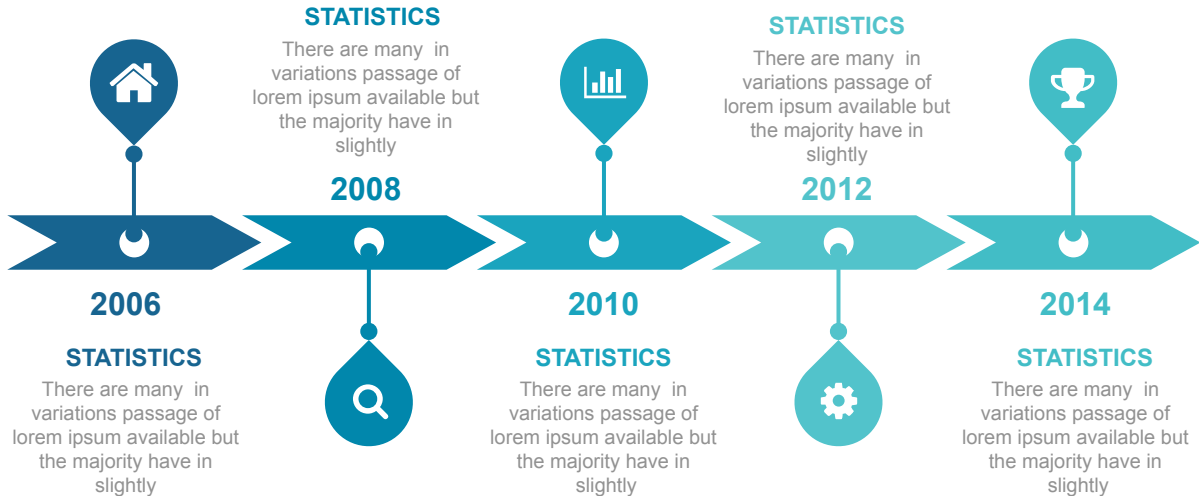 2006
STATISTICS
There are many  in
variations passage of
lorem ipsum available but
the majority have in
slightly
STATISTICS
There are many  in
variations passage of
lorem ipsum available but
the majority have in
slightly
2008
2010
STATISTICS
There are many  in
variations passage of
lorem ipsum available but
the majority have in
slightly
STATISTICS
There are many  in
variations passage of
lorem ipsum available but
the majority have in
slightly
2012
2014
STATISTICS
There are many  in
variations passage of
lorem ipsum available but
the majority have in
slightly